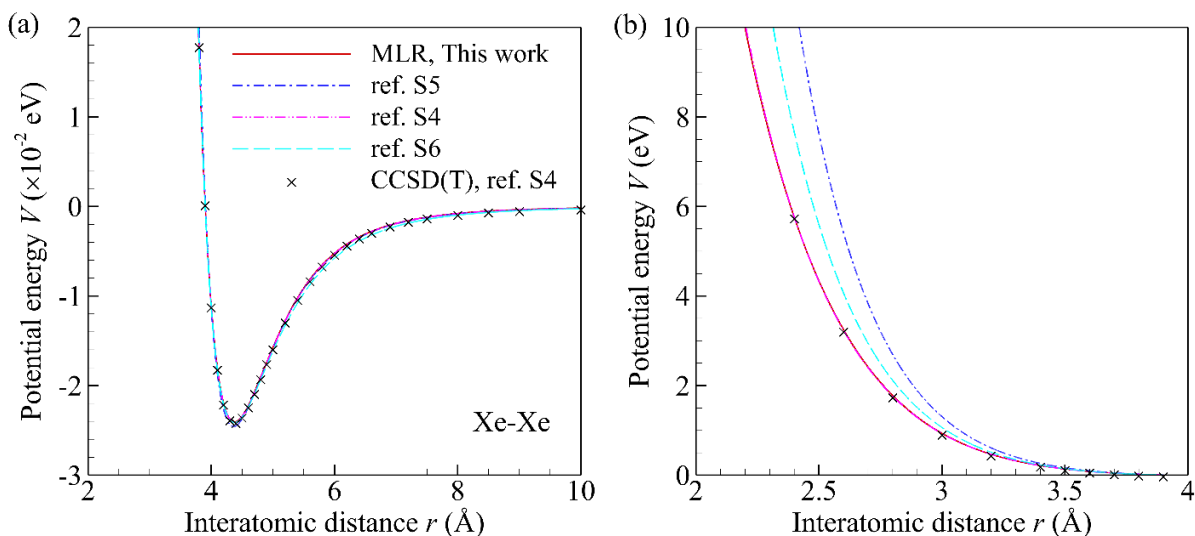 (a)
2
1
0
-1
-2
-3
Potential energy V (×10⁻² eV)
MLR, This work
ref. S5
ref. S4
ref. S6
CCSD(T), ref. S4
Xe-Xe
2
4
6
8
10
Interatomic distance r (Å)
(b)
10
8
6
4
2
0
Potential energy V (eV)
2
2.5
3
3.5
4
Interatomic distance r (Å)